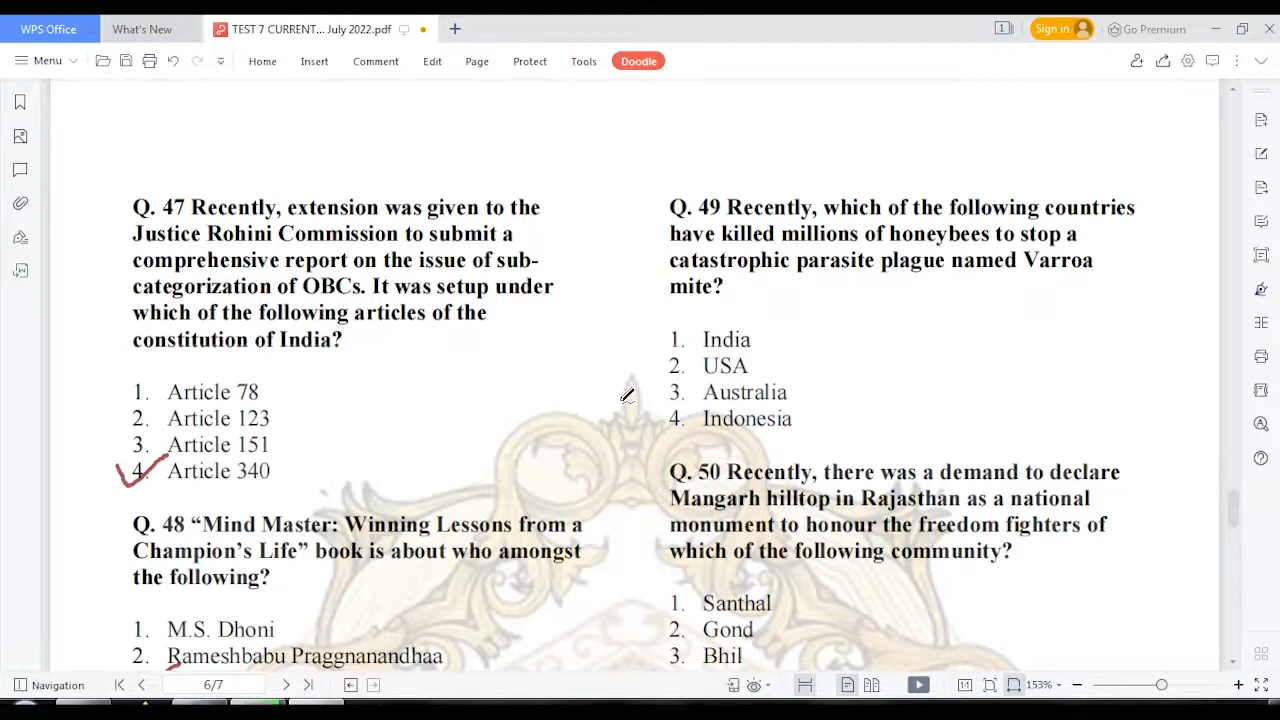 WPS Office
What's New
TEST 7 CURRENT... July 2022.pdf
1
Sign in
Go Premium
Menu
Home
Insert
Comment
Edit
Page
Protect
Tools
Doodle
Q. 47 Recently, extension was given to the
Justice Rohini Commission to submit a
comprehensive report on the issue of sub-
categorization of OBCs. It was setup under
which of the following articles of the
constitution of India?
1. Article 78
2. Article 123
3. Article 151
4. Article 340
Q. 48 “Mind Master: Winning Lessons from a
Champion’s Life” book is about who amongst
the following?
1. M.S. Dhoni
2. Rameshbabu Praggnanandhaa
Q. 49 Recently, which of the following countries
have killed millions of honeybees to stop a
catastrophic parasite plague named Varroa
mite?
1. India
2. USA
3. Australia
4. Indonesia
Q. 50 Recently, there was a demand to declare
Mangarh hilltop in Rajasthan as a national
monument to honour the freedom fighters of
which of the following community?
1. Santhal
2. Gond
3. Bhil
Navigation
6/7
153%